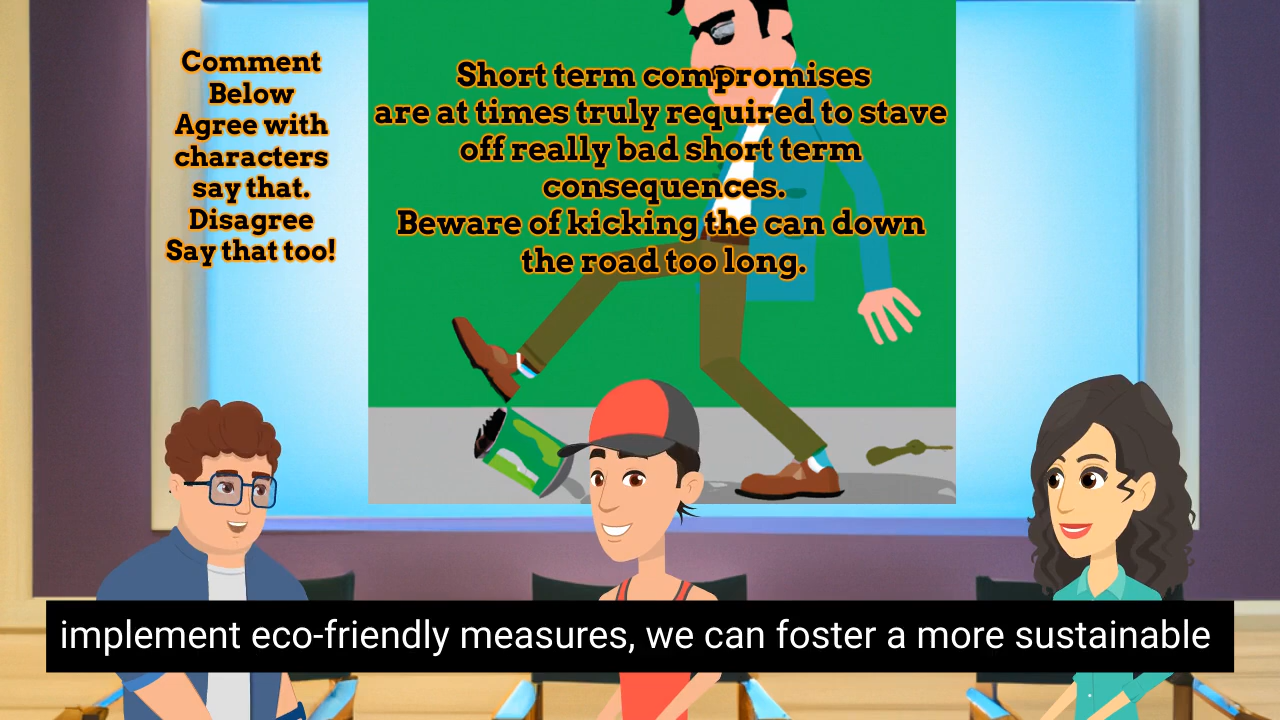 Comment
Below
Agree with
characters
say that.
Disagree
Say that too!
Short term compromises
are at times truly required to stave
off really bad short term
consequences.
Beware of kicking the can down
the road too long.
implement eco-friendly measures, we can foster a more sustainable